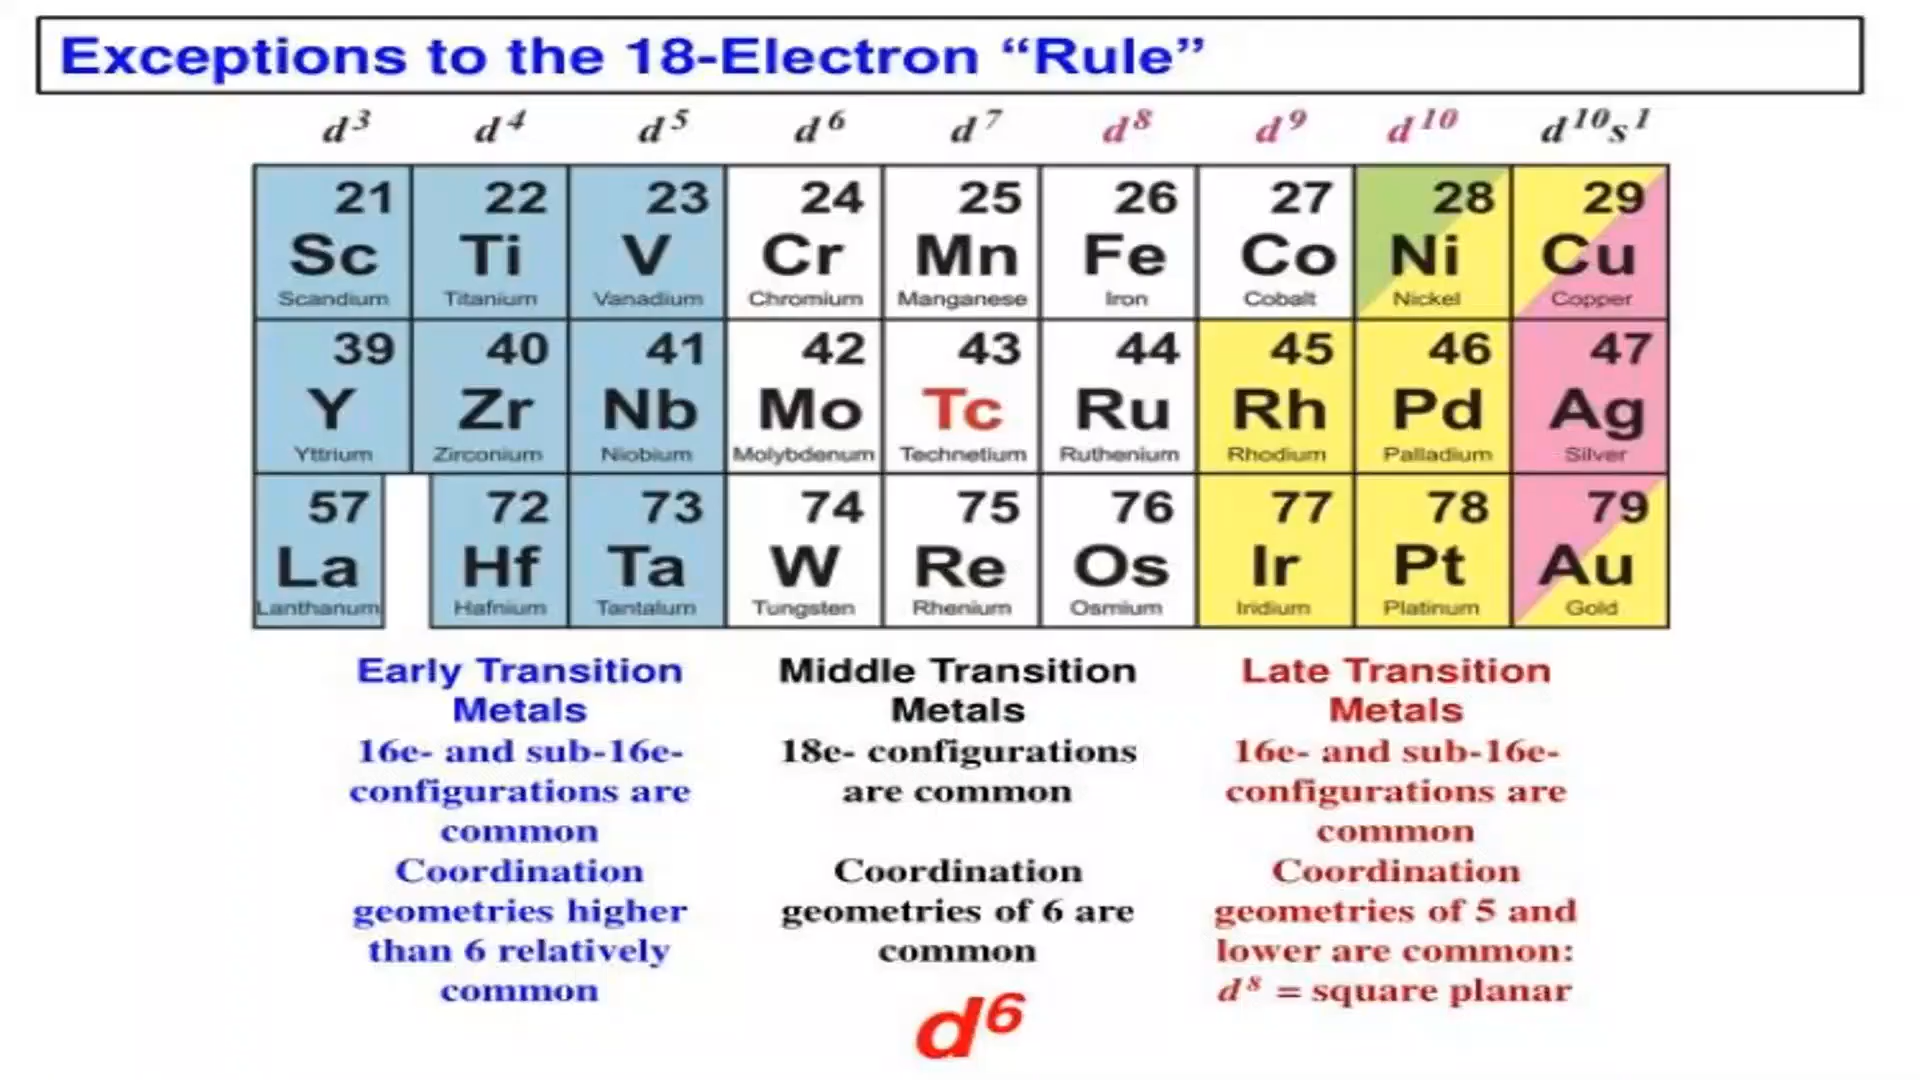 Exceptions to the 18-Electron “Rule”
d³ d⁴ d⁵ d⁶ d⁷ d⁸ d⁹ d¹⁰ d¹⁰s¹
21 22 23 24 25 26 27 28 29
Sc Ti V Cr Mn Fe Co Ni Cu
Scandium Titanium Vanadium Chromium Manganese Iron Cobalt Nickel Copper
39 40 41 42 43 44 45 46 47
Y Zr Nb Mo Tc Ru Rh Pd Ag
Yttrium Zirconium Niobium Molybdenum Technetium Ruthenium Rhodium Palladium Silver
57 72 73 74 75 76 77 78 79
La Hf Ta W Re Os Ir Pt Au
Lanthanum Hafnium Tantalum Tungsten Rhenium Osmium Iridium Platinum Gold
Early Transition
Metals
16e- and sub-16e-
configurations are
common
Coordination
geometries higher
than 6 relatively
common
Middle Transition
Metals
18e- configurations
are common
Coordination
geometries of 6 are
common
d⁶
Late Transition
Metals
16e- and sub-16e-
configurations are
common
Coordination
geometries of 5 and
lower are common:
d⁸ = square planar